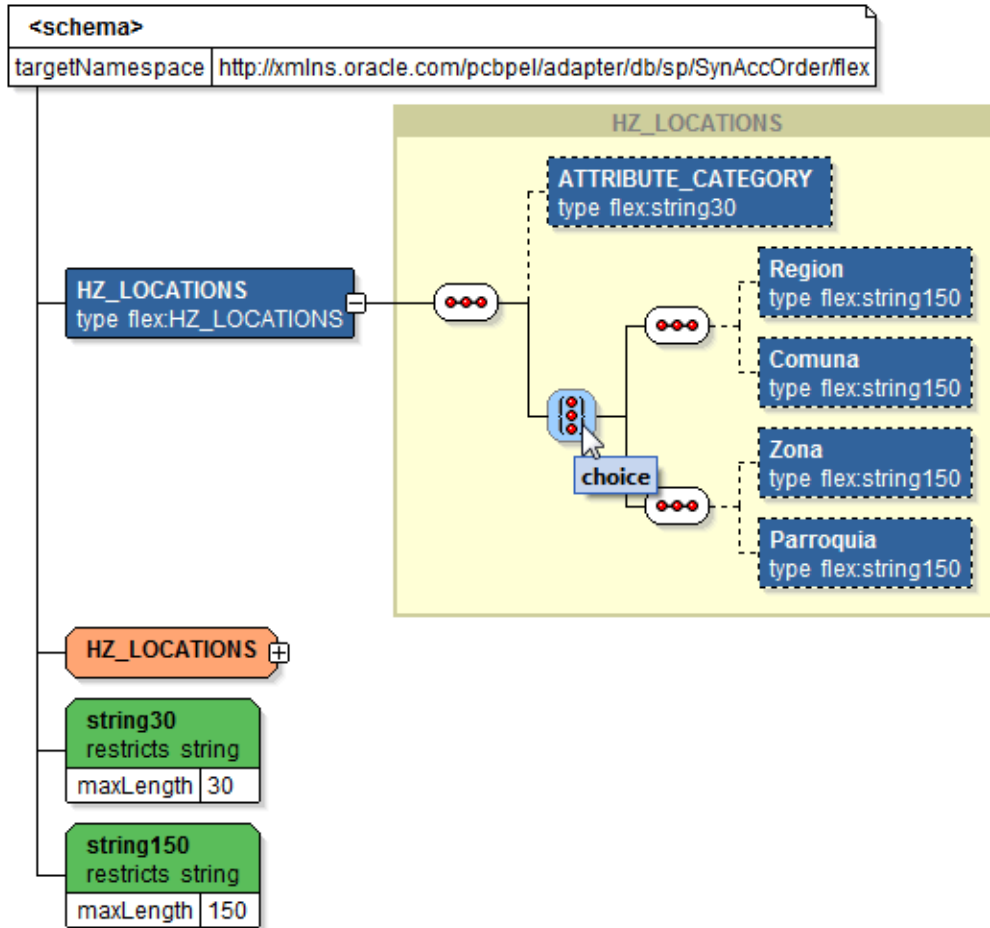 <schema>
targetNamespace http://xmlns.oracle.com/pcbpel/adapter/db/sp/SynAccOrder/flex
HZ_LOCATIONS
ATTRIBUTE_CATEGORY
type flex:string30
HZ_LOCATIONS
type flex:HZ_LOCATIONS
Region
type flex:string150
Comuna
type flex:string150
choice
Zona
type flex:string150
Parroquia
type flex:string150
HZ_LOCATIONS
string30
restricts string
maxLength 30
string150
restricts string
maxLength 150